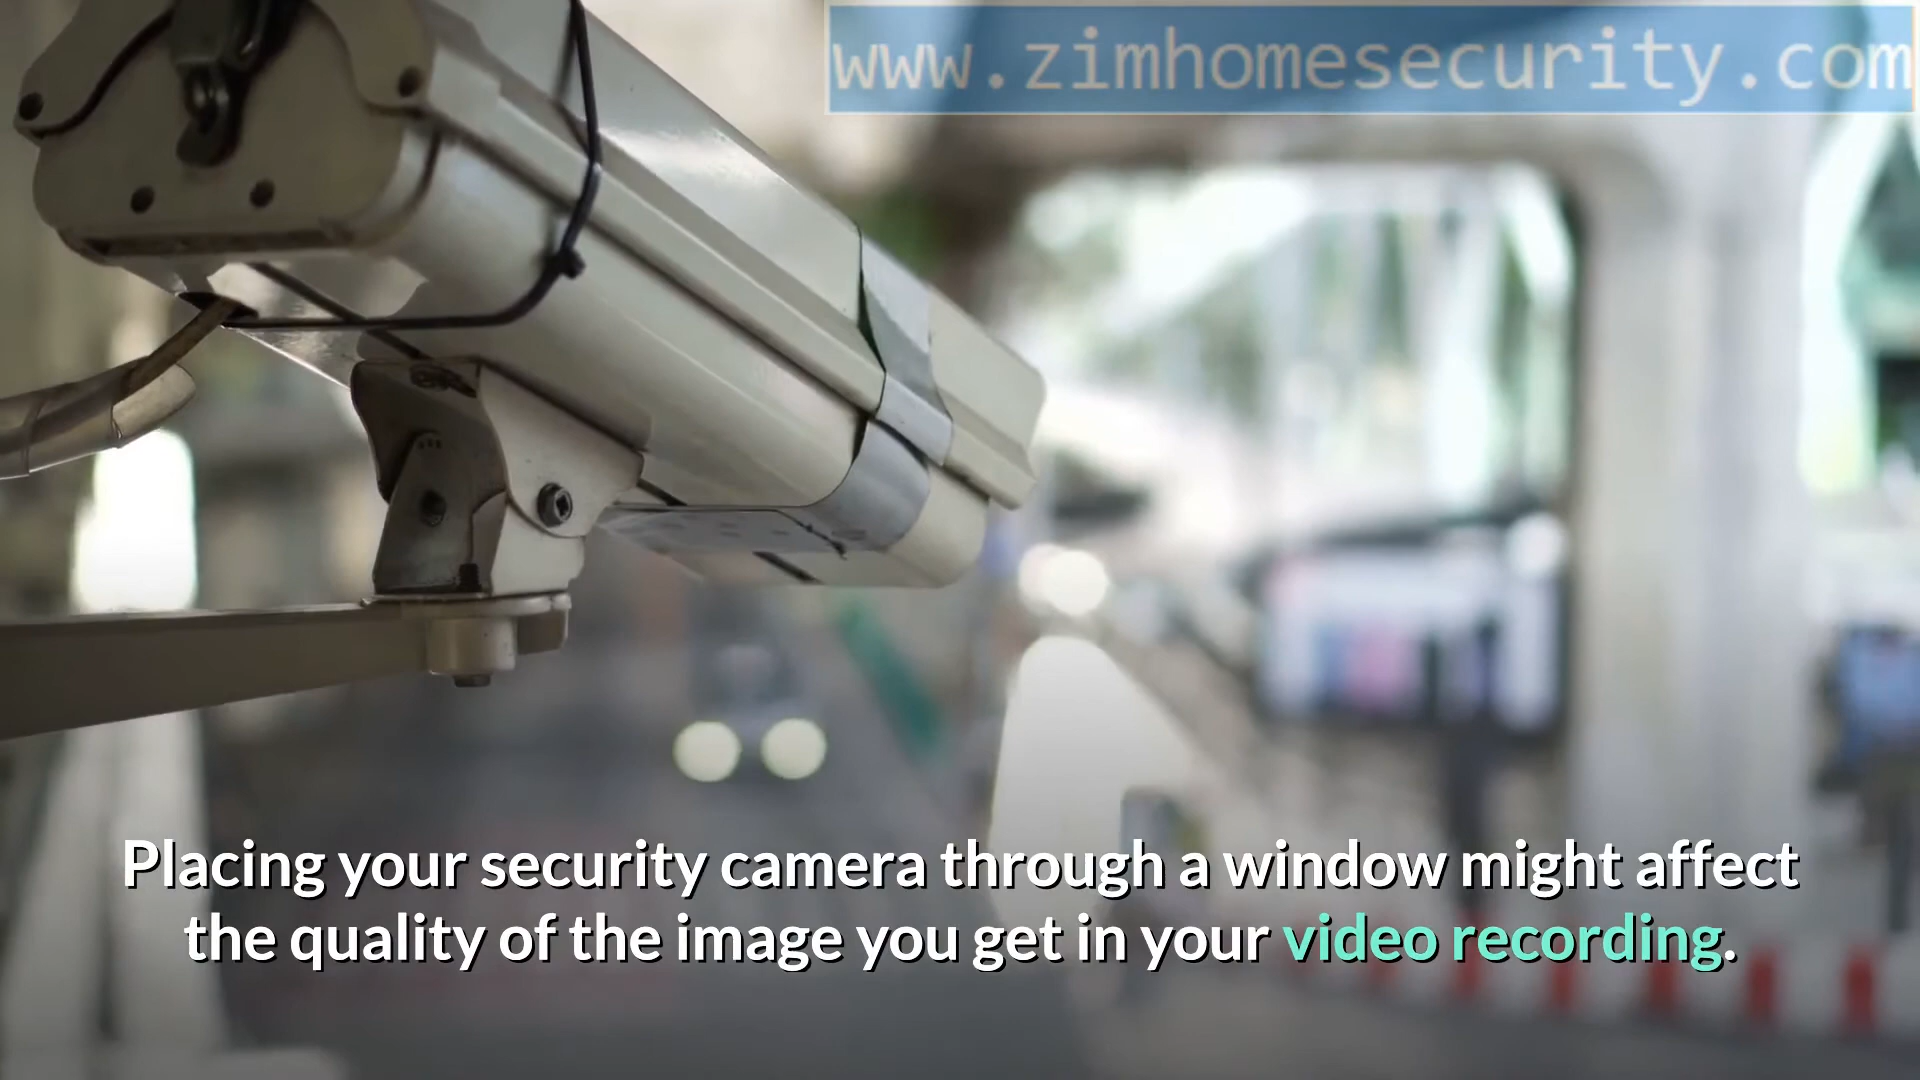 www.zimhomesecurity.com
Placing your security camera through a window might affect
the quality of the image you get in your video recording.